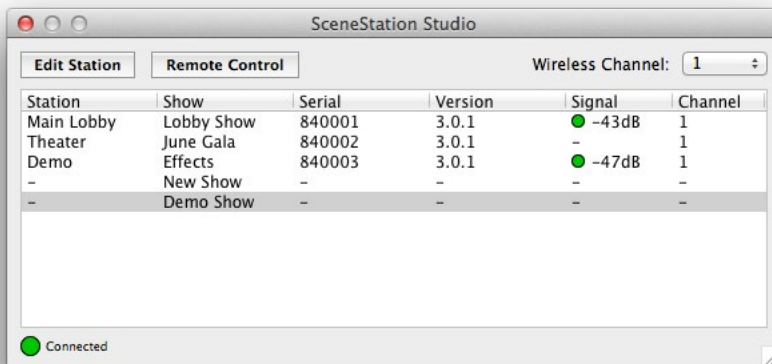 SceneStation Studio
Edit Station Remote Control Wireless Channel: 1
Station Show Serial Version Signal Channel
Main Lobby Lobby Show 840001 3.0.1 -43dB 1
Theater June Gala 840002 3.0.1 - 1
Demo Effects 840003 3.0.1 -47dB 1
- New Show - - - -
- Demo Show - - - -
Connected